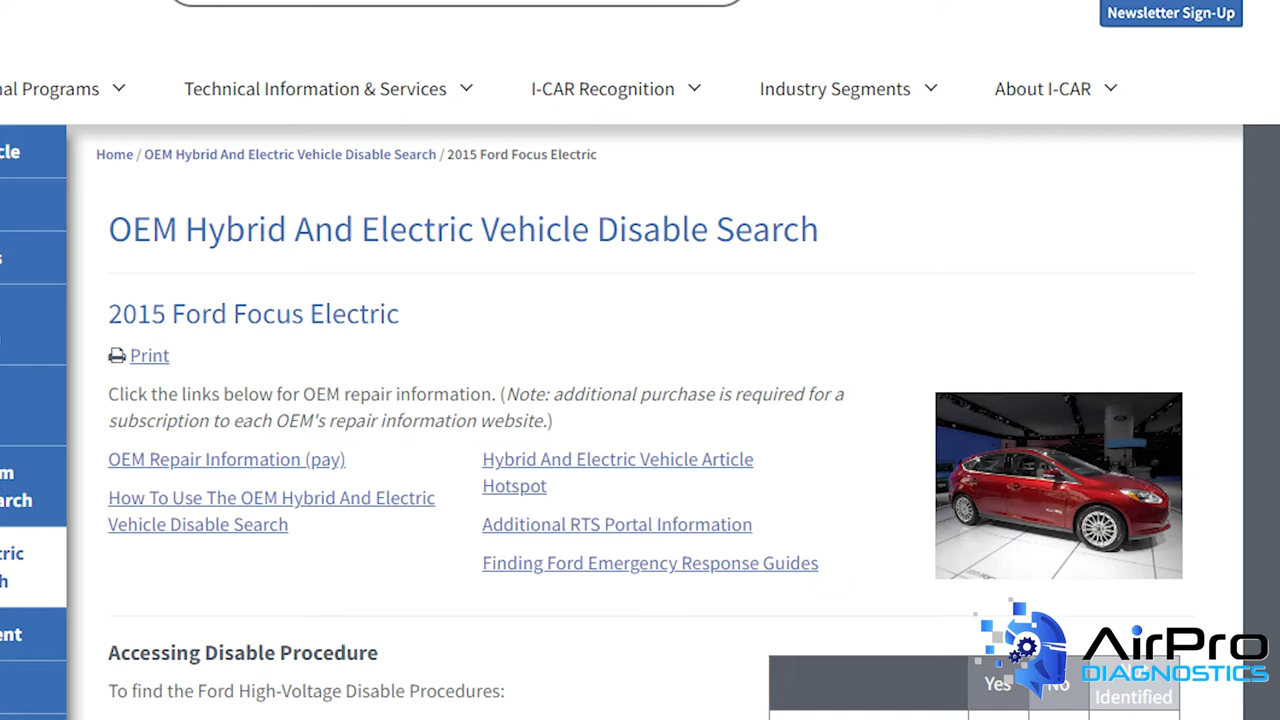 Newsletter Sign-Up
nal Programs
Technical Information & Services
I-CAR Recognition
Industry Segments
About I-CAR
cle
s
m
arch
tric
h
ent
Home / OEM Hybrid And Electric Vehicle Disable Search / 2015 Ford Focus Electric
OEM Hybrid And Electric Vehicle Disable Search
2015 Ford Focus Electric
Print
Click the links below for OEM repair information. (Note: additional purchase is required for a
subscription to each OEM's repair information website.)
OEM Repair Information (pay)
How To Use The OEM Hybrid And Electric
Vehicle Disable Search
Hybrid And Electric Vehicle Article
Hotspot
Additional RTS Portal Information
Finding Ford Emergency Response Guides
Accessing Disable Procedure
To find the Ford High-Voltage Disable Procedures:
Yes
No
Identified
AirPro
DIAGNOSTICS